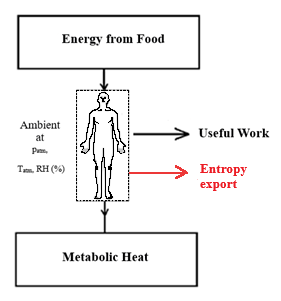 Energy from Food
Ambient
at
Patm,
Tatm, RH (%)
Useful Work
Entropy
export
Metabolic Heat